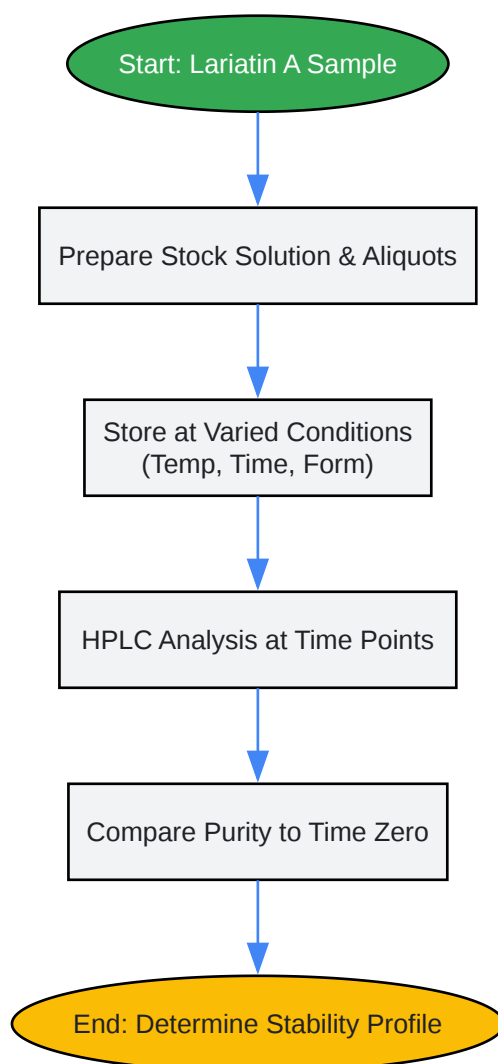 Start: Lariatin A Sample
Prepare Stock Solution & Aliquots
Store at Varied Conditions
(Temp, Time, Form)
HPLC Analysis at Time Points
Compare Purity to Time Zero
End: Determine Stability Profile